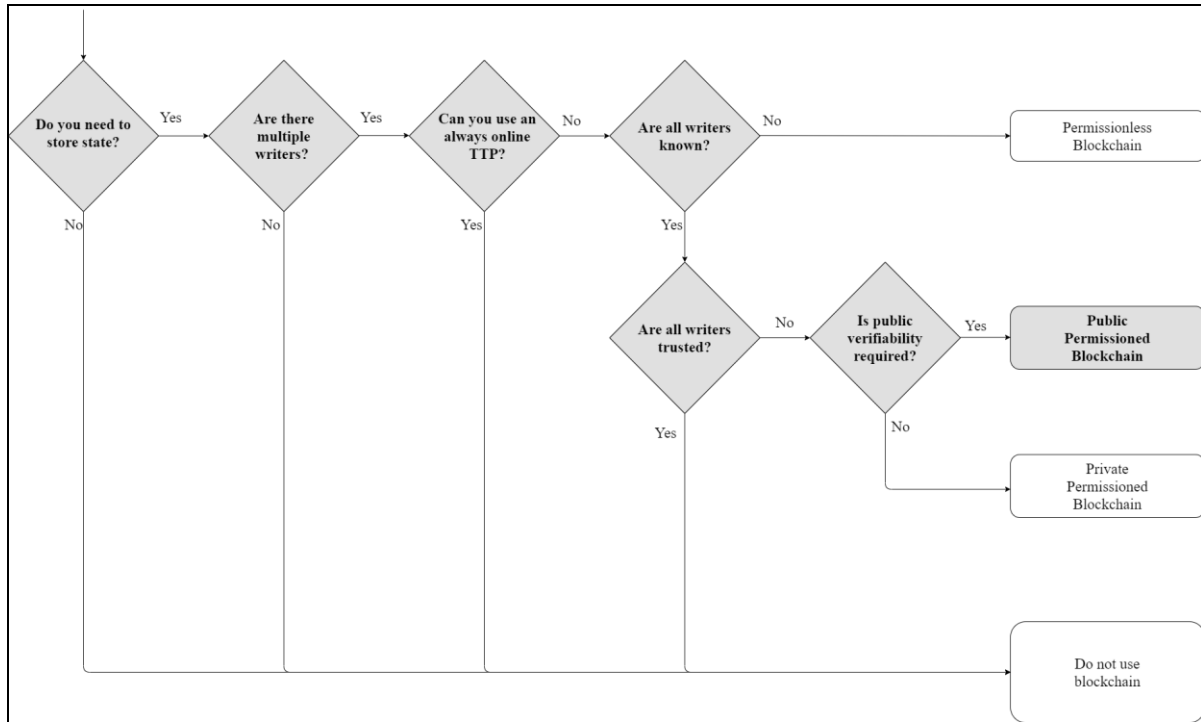 Do you need to
store state?
Yes
Are there
multiple
writers?
Yes
Can you use an
always online
TTP?
No
Are all writers
known?
No
Permissionless
Blockchain
No
No
Yes
Yes
Are all writers
trusted?
No
Is public
verifiability
required?
Yes
Public
Permissioned
Blockchain
Yes
No
Private
Permissioned
Blockchain
Do not use
blockchain